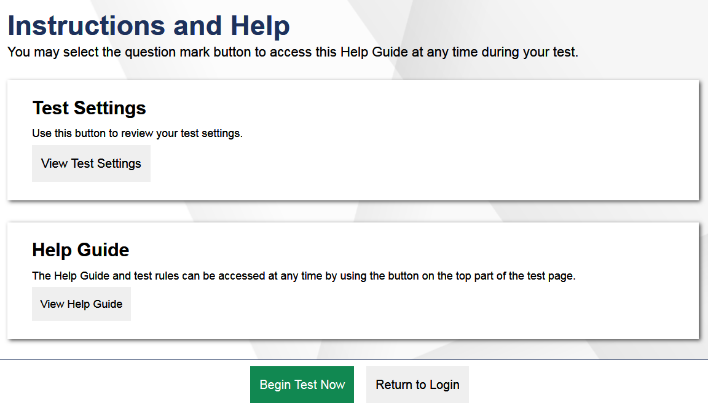 Instructions and Help
You may select the question mark button to access this Help Guide at any time during your test.
Test Settings
Use this button to review your test settings.
View Test Settings
Help Guide
The Help Guide and test rules can be accessed at any time by using the button on the top part of the test page.
View Help Guide
Begin Test Now
Return to Login